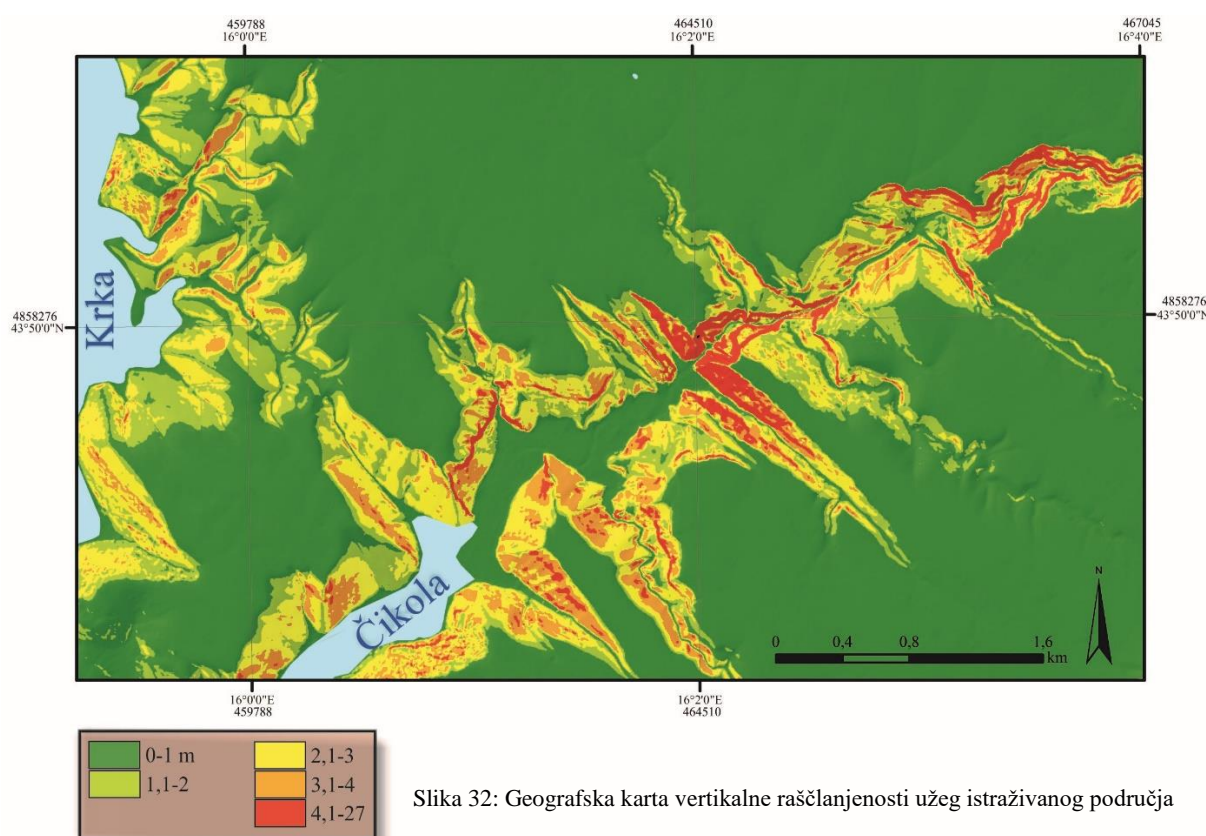 459788
16°0'0"E
464510
16°2'0"E
467045
16°4'0"E
4858276
43°50'0"N
4858276
43°50'0"N
Krka
Čikola
N
0 0,4 0,8 1,6
km
16°0'0"E
459788
16°2'0"E
464510
0-1 m
1,1-2
2,1-3
3,1-4
4,1-27
Slika 32: Geografska karta vertikalne raščlanjenosti užeg istraživanog područja